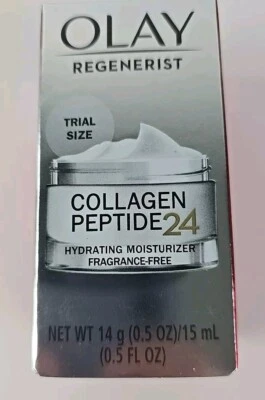 OLAY
REGENERIST
TRIAL
SIZE
COLLAGEN
PEPTIDE24
HYDRATING MOISTURIZER
FRAGRANCE-FREE
NET WT 14 g (0.5 OZ)/15 mL
(0.5 FL OZ)